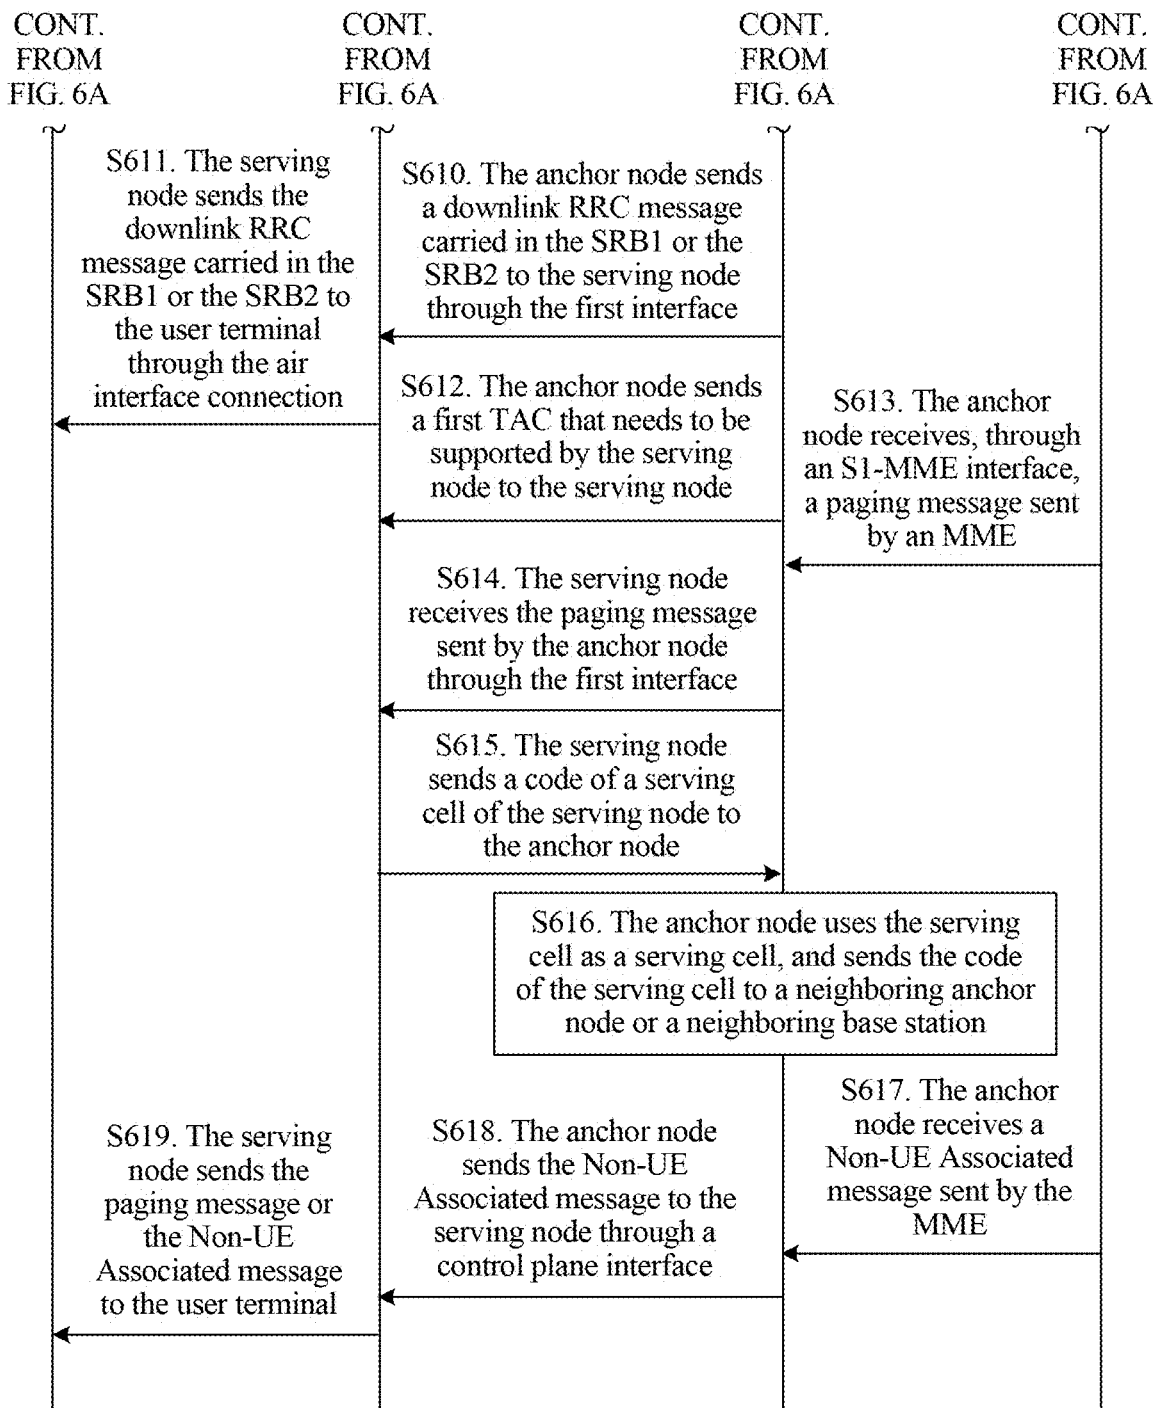 CONT.
FROM
FIG. 6A
CONT.
FROM
FIG. 6A
CONT.
FROM
FIG. 6A
CONT.
FROM
FIG. 6A
S611. The serving
node sends the
downlink RRC
message carried in the
SRB1 or the SRB2 to
the user terminal
through the air
interface connection
S610. The anchor node sends
a downlink RRC message
carried in the SRB1 or the
SRB2 to the serving node
through the first interface
S612. The anchor node sends
a first TAC that needs to be
supported by the serving
node to the serving node
S613. The anchor
node receives, through
an S1-MME interface,
a paging message sent
by an MME
S614. The serving node
receives the paging message
sent by the anchor node
through the first interface
S615. The serving node
sends a code of a serving
cell of the serving node to
the anchor node
S616. The anchor node uses the serving
cell as a serving cell, and sends the code
of the serving cell to a neighboring anchor
node or a neighboring base station
S617. The anchor
node receives a
Non-UE Associated
message sent by the
MME
S618. The anchor node
sends the Non-UE
Associated message to the
serving node through a
control plane interface
S619. The serving
node sends the
paging message or
the Non-UE
Associated message
to the user terminal